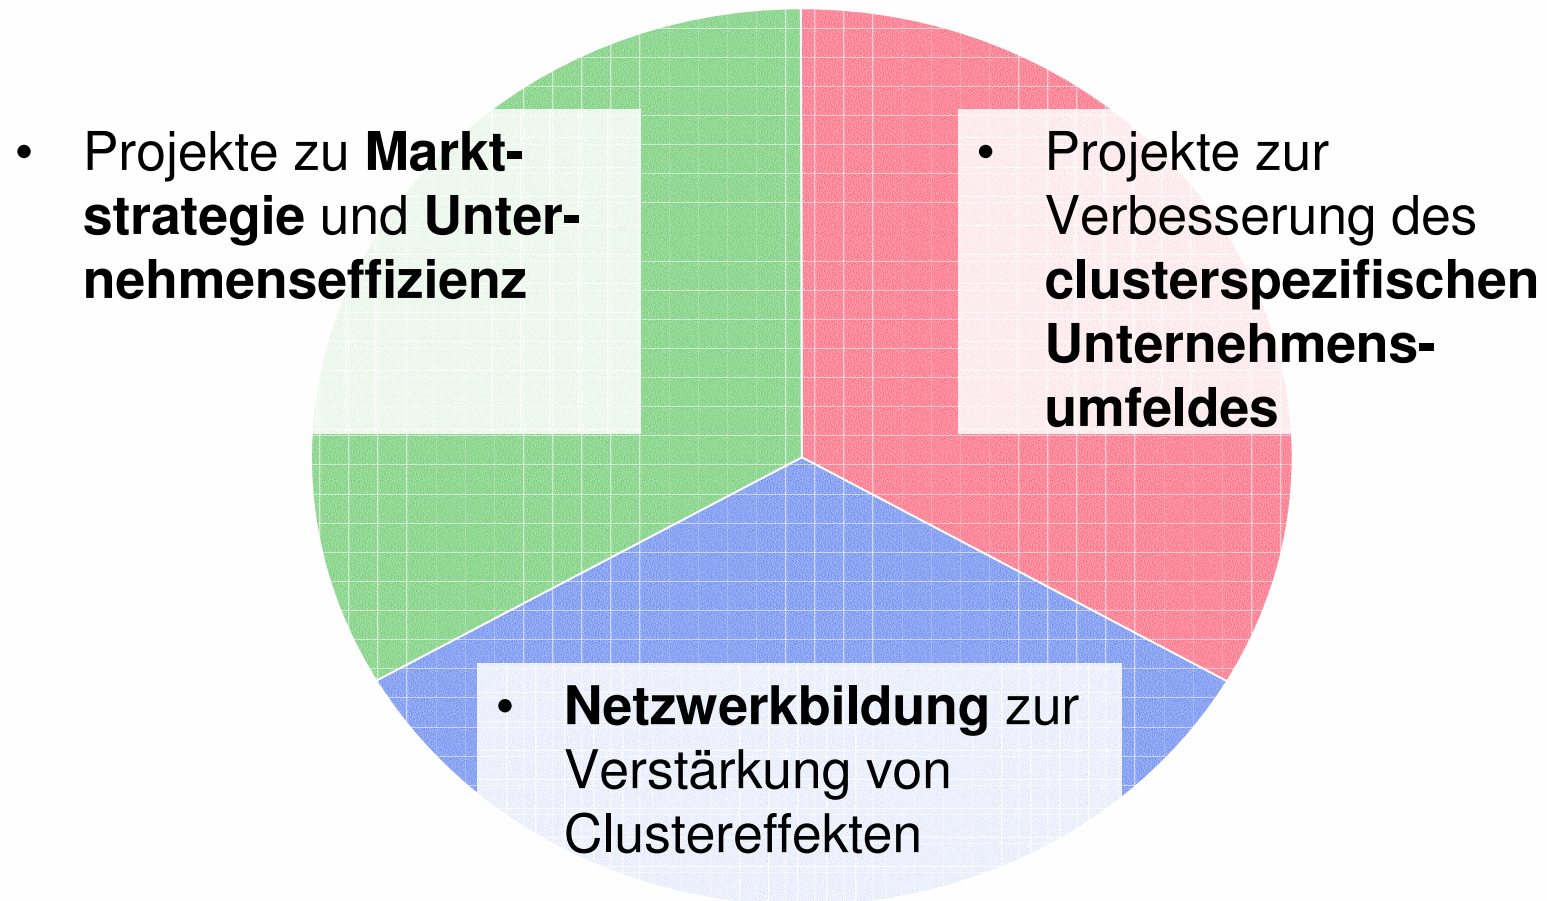 • Projekte zu Markt-
strategie und Unter-
nehmenseffizienz
• Projekte zur
Verbesserung des
clusterspezifischen
Unternehmens-
umfeldes
• Netzwerkbildung zur
Verstärkung von
Clustereffekten